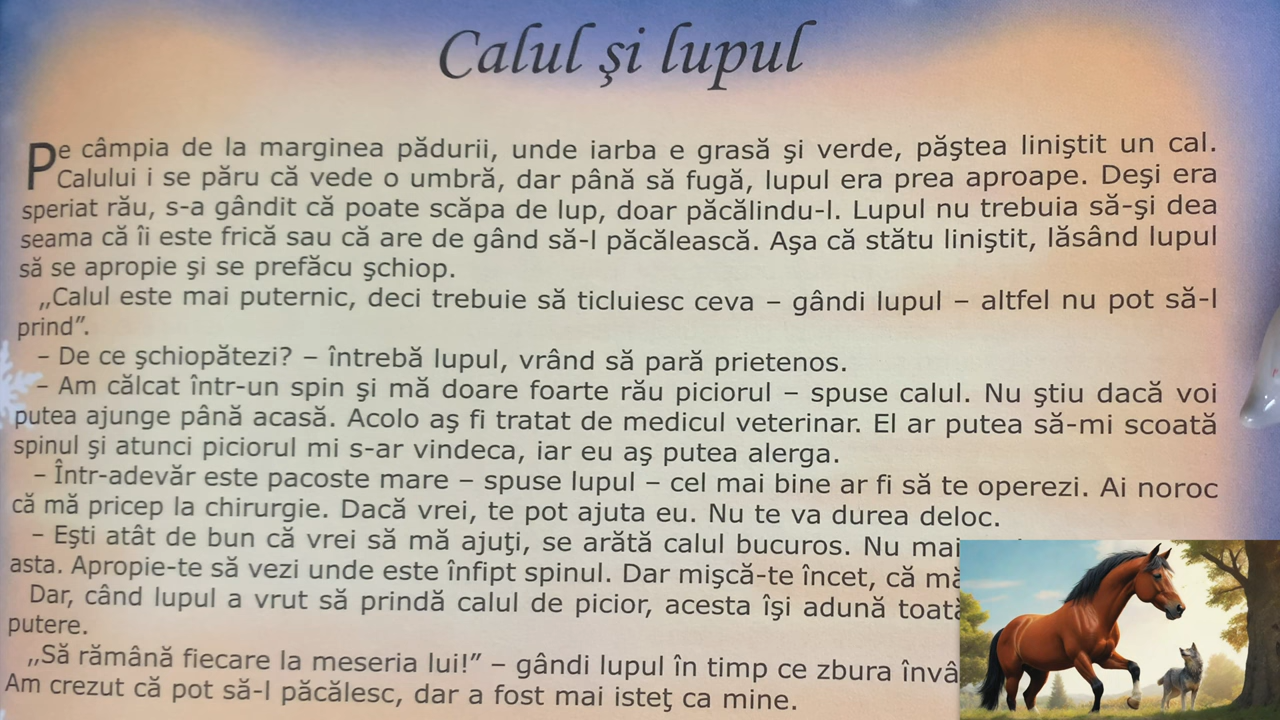 Calul şi lupul
Pe câmpia de la marginea pădurii, unde iarba e grasă şi verde, păştea liniştit un cal.
Calului i se păru că vede o umbră, dar până să fugă, lupul era prea aproape. Deşi era
speriat rău, s-a gândit că poate scăpa de lup, doar păcălindu-l. Lupul nu trebuia să-şi dea
seama că îi este frică sau că are de gând să-l păcălească. Aşa că stătu liniştit, lăsând lupul
să se apropie şi se prefăcu şchiop.
„Calul este mai puternic, deci trebuie să ticluiesc ceva – gândi lupul – altfel nu pot să-l
prind”.
– De ce şchiopătezi? – întrebă lupul, vrând să pară prietenos.
– Am călcat într-un spin şi mă doare foarte rău piciorul – spuse calul. Nu ştiu dacă voi
putea ajunge până acasă. Acolo aş fi tratat de medicul veterinar. El ar putea să-mi scoată
spinul şi atunci piciorul mi s-ar vindeca, iar eu aş putea alerga.
– Într-adevăr este pacoste mare – spuse lupul – cel mai bine ar fi să te operezi. Ai noroc
că mă pricep la chirurgie. Dacă vrei, te pot ajuta eu. Nu te va durea deloc.
– Eşti atât de bun că vrei să mă ajuţi, se arătă calul bucuros. Nu mai
asta. Apropie-te să vezi unde este înfipt spinul. Dar mişcă-te încet, că mă
Dar, când lupul a vrut să prindă calul de picior, acesta îşi adună toată
putere.
„Să rămână fiecare la meseria lui!” – gândi lupul în timp ce zbura
Am crezut că pot să-l păcălesc, dar a fost mai isteţ ca mine.